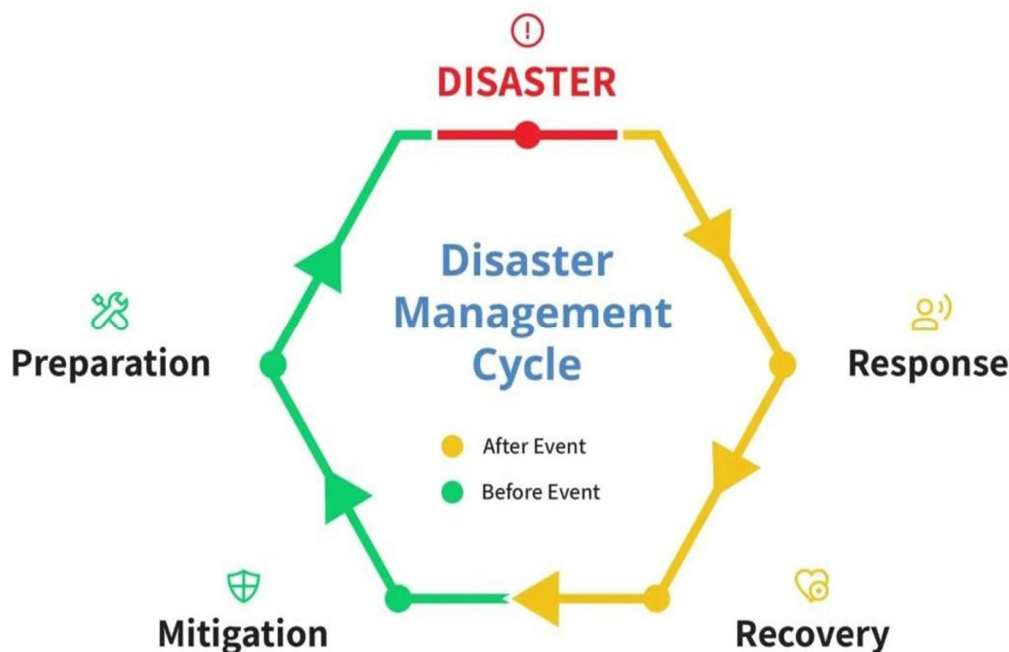 DISASTER
Disaster
Management
Cycle
Preparation
Response
After Event
Before Event
Mitigation
Recovery